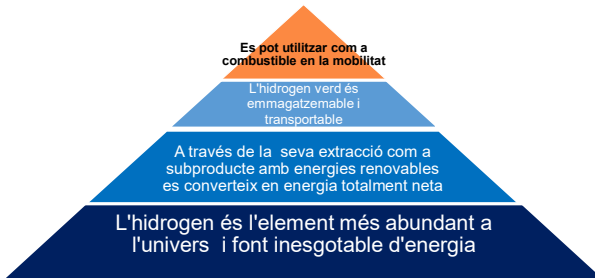 Es pot utilitzar com a
combustible en la mobilitat
L'hidrogen verd és
emmagatzemable i
transportable
A través de la seva extracció com a
subproducte amb energies renovables
es converteix en energia totalment neta
L'hidrogen és l'element més abundant a
l'univers i font inesgotable d'energia